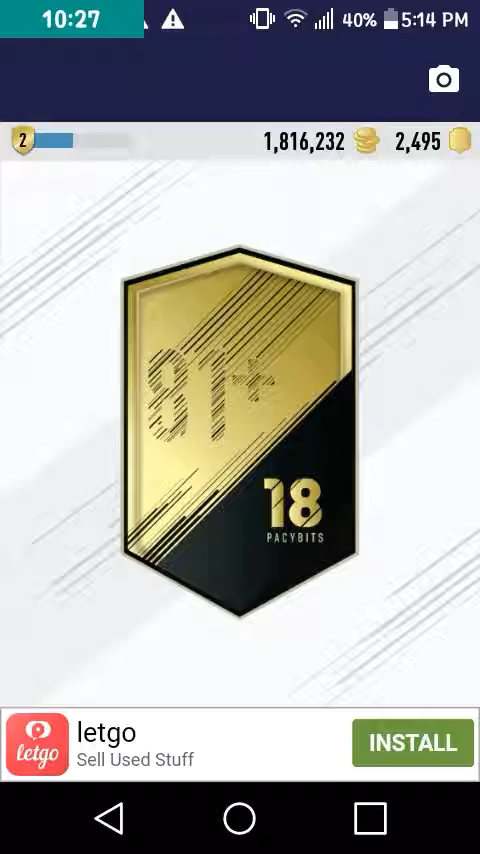 10:27
40% 5:14 PM
2 1,816,232 2,495
81+
18
PACYBITS
letgo
letgo
Sell Used Stuff
INSTALL